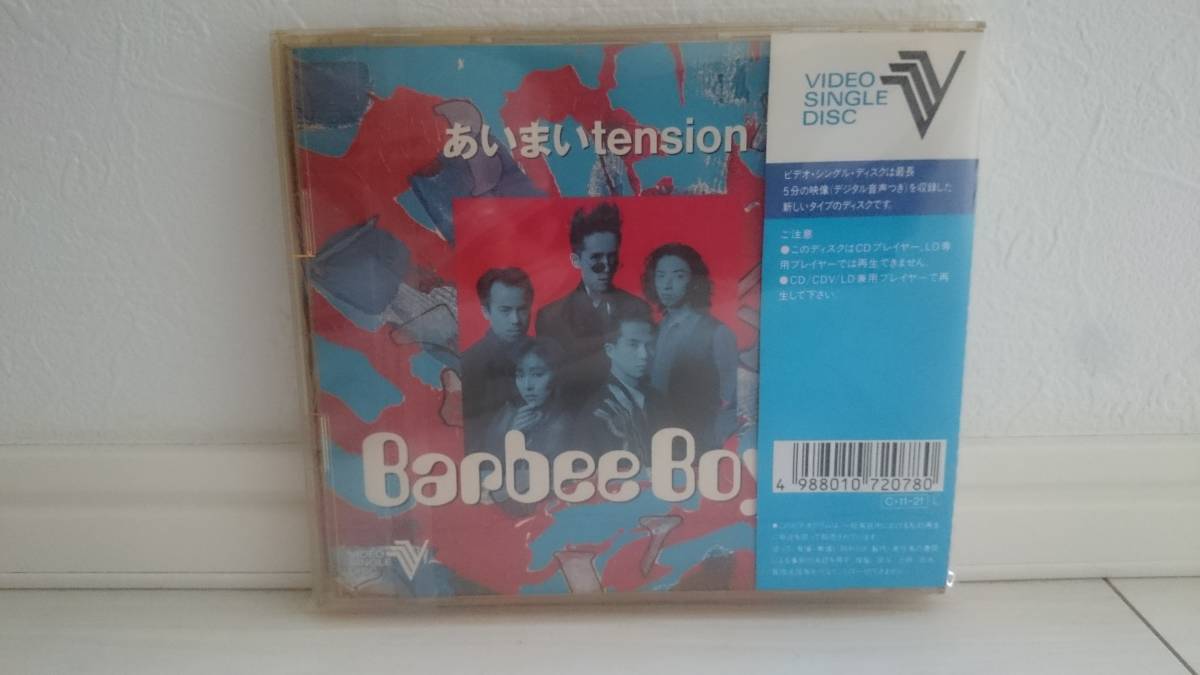 あいまいtension
Barbee Boy
VIDEO
SINGLE
VIDEO
SINGLE
DISC
ビデオ・シングル・ディスクは最長
5分の映像(デジタル音声つき)を収録した
新しいタイプのディスクです。
ご注意
●このディスクはCDプレイヤー、LD専
用プレイヤーでは再生できません。
●CD/CDV/LD兼用プレイヤーで再
生して下さい。
4 988010 720780
C・11-21 L